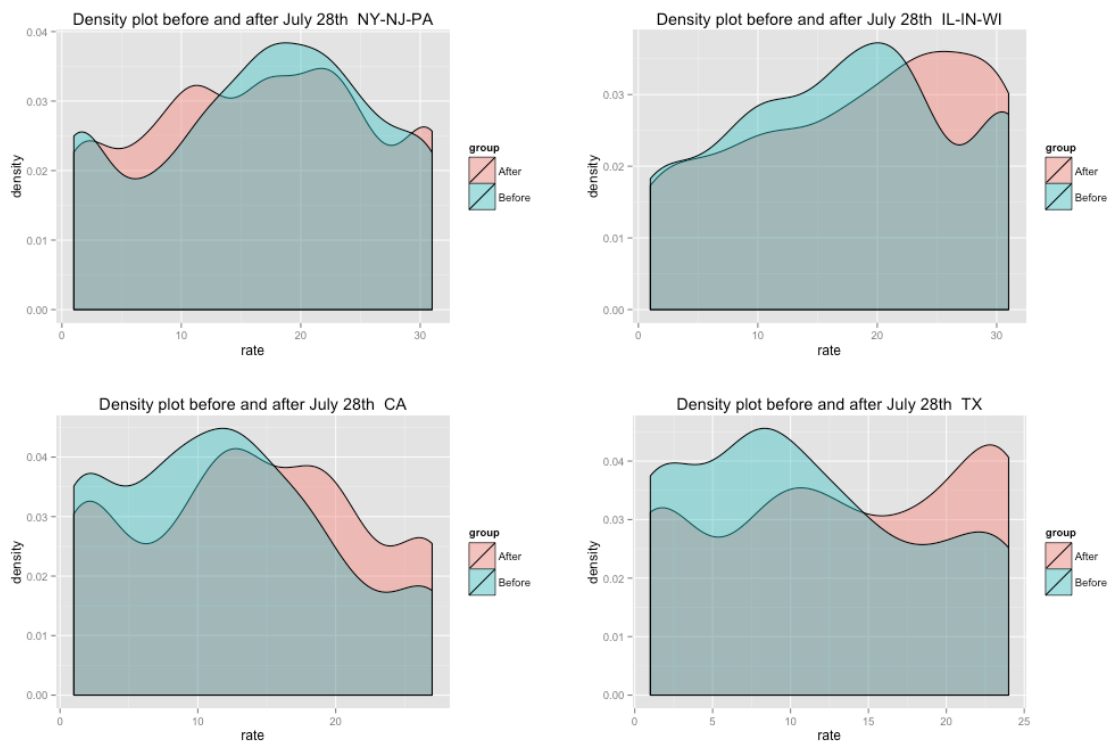 Density plot before and after July 28th  NY-NJ-PA
0.04
0.03
0.02
0.01
0.00
density
0
10
20
30
rate
group
After
Before
Density plot before and after July 28th  IL-IN-WI
0.03
0.02
0.01
0.00
density
0
10
20
30
rate
group
After
Before
Density plot before and after July 28th  CA
0.04
0.03
0.02
0.01
0.00
density
0
10
20
rate
group
After
Before
Density plot before and after July 28th  TX
0.04
0.03
0.02
0.01
0.00
density
0
5
10
15
20
25
rate
group
After
Before